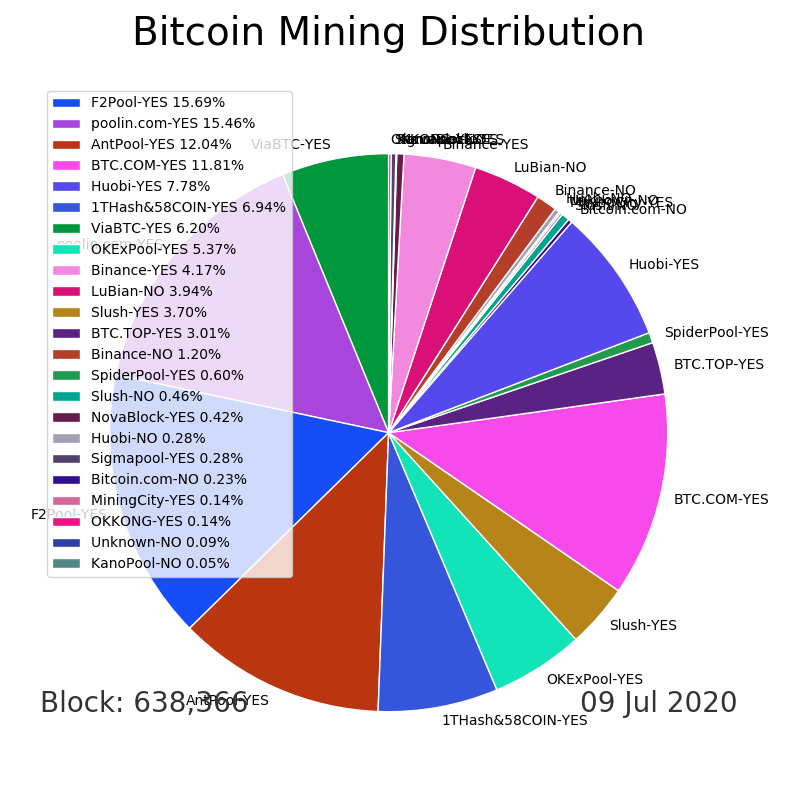 Bitcoin Mining Distribution
F2Pool-YES 15.69%
poolin.com-YES 15.46%
AntPool-YES 12.04%
BTC.COM-YES 11.81%
Huobi-YES 7.78%
1THash&58COIN-YES 6.94%
ViaBTC-YES 6.20%
OKExPool-YES 5.37%
Binance-YES 4.17%
LuBian-NO 3.94%
Slush-YES 3.70%
BTC.TOP-YES 3.01%
Binance-NO 1.20%
SpiderPool-YES 0.60%
Slush-NO 0.46%
NovaBlock-YES 0.42%
Huobi-NO 0.28%
Sigmapool-YES 0.28%
Bitcoin.com-NO 0.23%
MiningCity-YES 0.14%
OKKONG-YES 0.14%
Unknown-NO 0.09%
KanoPool-NO 0.05%
ViaBTC-YES
Binance-YES
LuBian-NO
Binance-NO
Bitcoin.com-NO
poolin.com-YES
Huobi-YES
SpiderPool-YES
BTC.TOP-YES
BTC.COM-YES
F2Pool-YES
Slush-YES
OKExPool-YES
AntPool-YES
1THash&58COIN-YES
Block: 638,366
09 Jul 2020